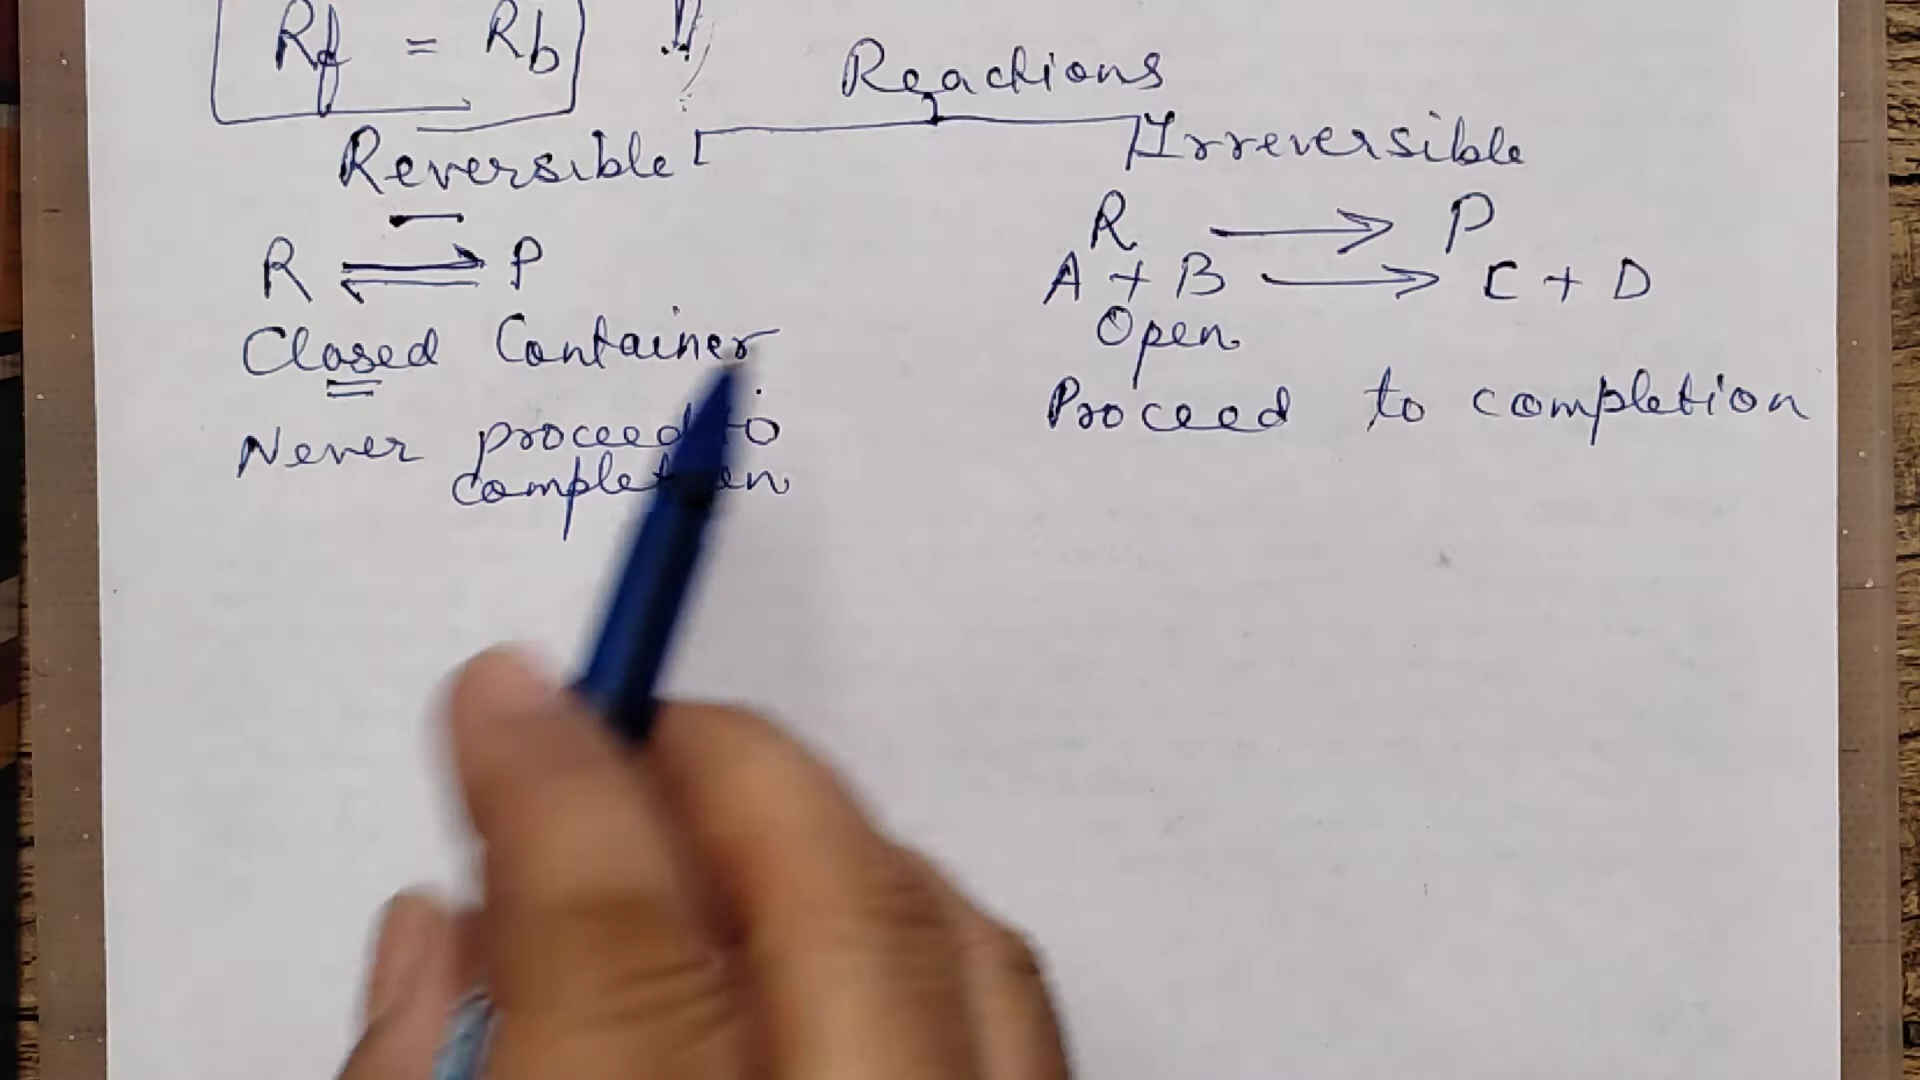 Rf = Rb
Reactions
Reversible
Irreversible
R ⇌ P
R → P
A + B → C + D
Closed Container
Open
Never proceed to
completion
Proceed to completion